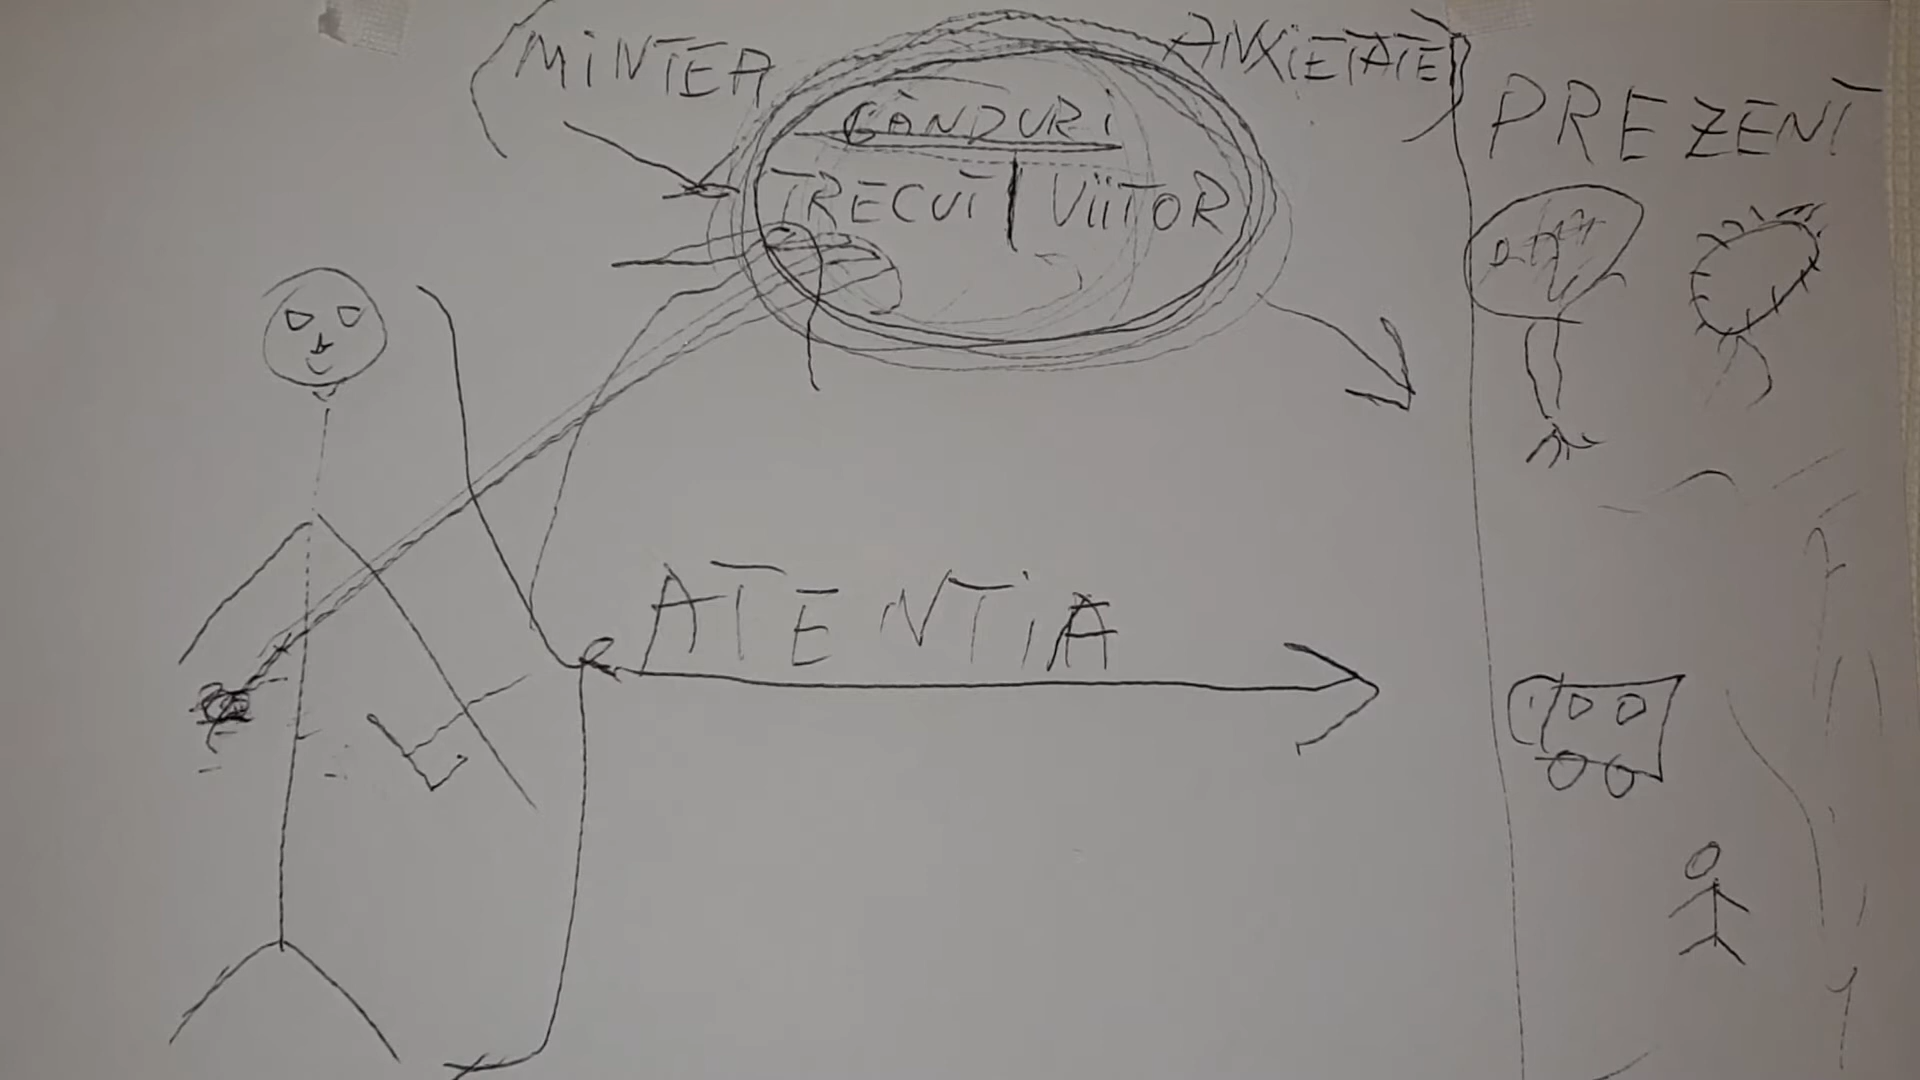 MINTEA
ANXIETATE
PREZENT
GÂNDURI
TRECUT | VIITOR
ATENTIA